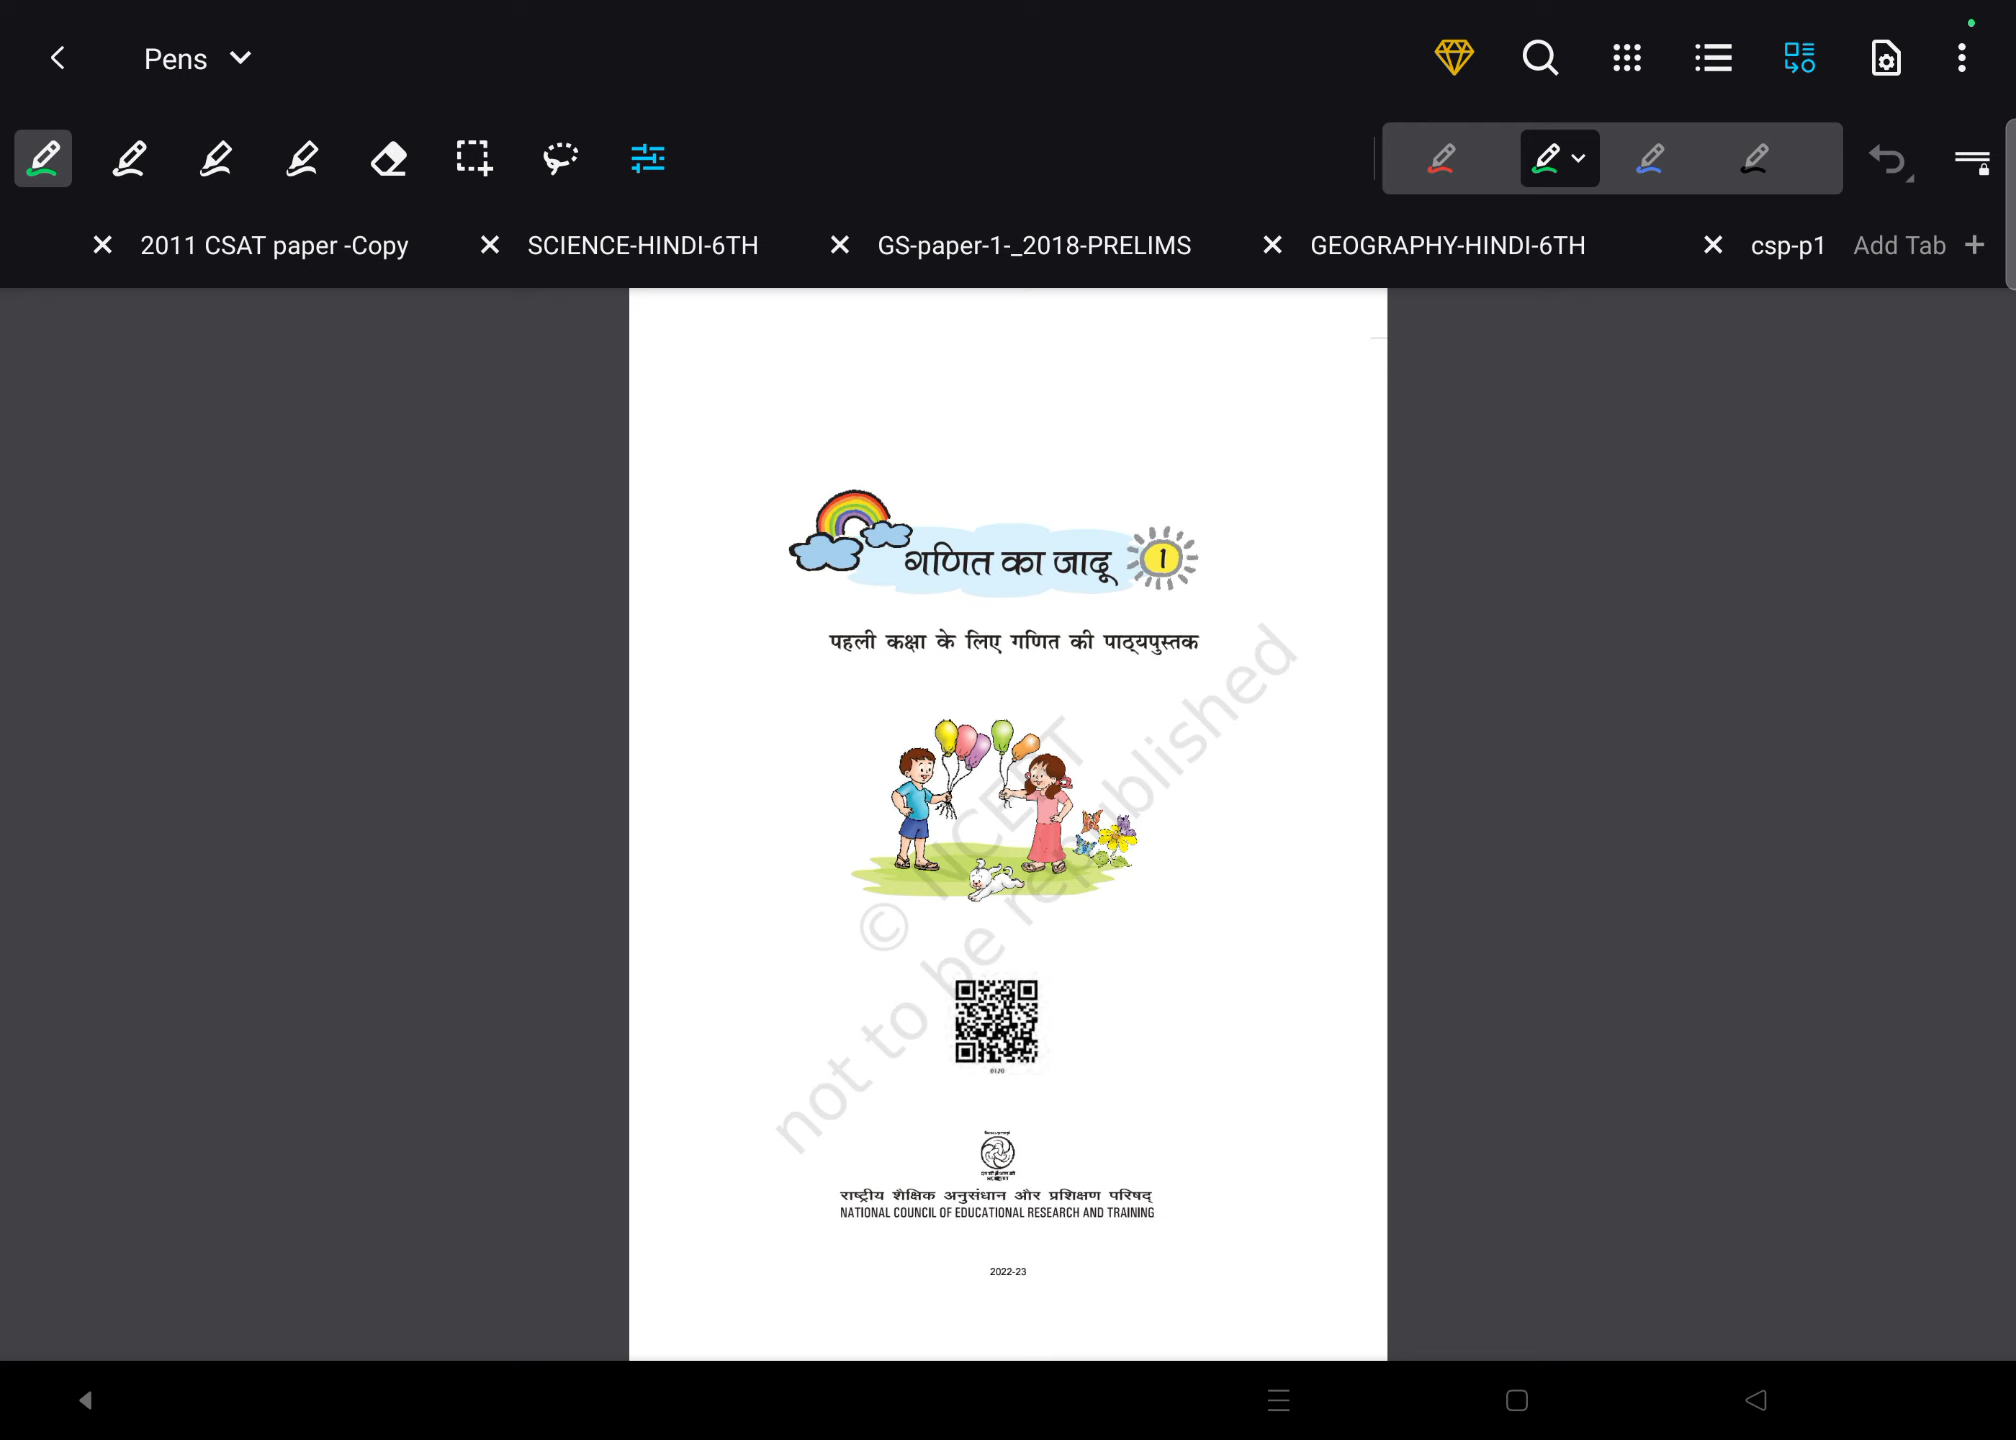 Pens
2011 CSAT paper -Copy
SCIENCE-HINDI-6TH
GS-paper-1-_2018-PRELIMS
GEOGRAPHY-HINDI-6TH
csp-p1
Add Tab +
गणित का जादू 1
पहली कक्षा के लिए गणित की पाठ्यपुस्तक
© NCERT
not to be republished
राष्ट्रीय शैक्षिक अनुसंधान और प्रशिक्षण परिषद्
NATIONAL COUNCIL OF EDUCATIONAL RESEARCH AND TRAINING
2022-23